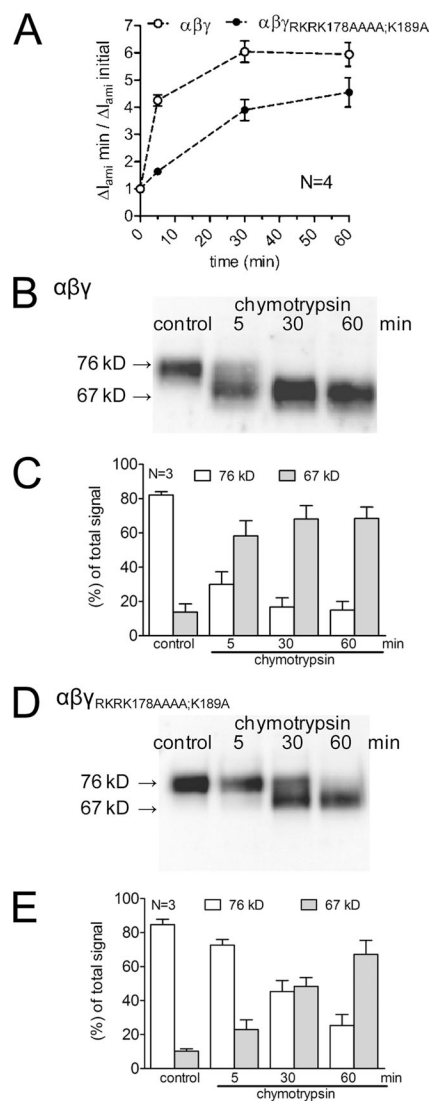 A
αβγ
αβγRKRK178AAAA;K189A
ΔIami min / ΔIami initial
7
6
5
4
3
2
1
0
0 10 20 30 40 50 60
N=4
time (min)
B
αβγ
chymotrypsin
control 5 30 60 min
76 kD →
67 kD →
C
N=3 76 kD 67 kD
(%) of total signal
100
80
60
40
20
0
control 5 30 60 min
chymotrypsin
D
αβγRKRK178AAAA;K189A
chymotrypsin
control 5 30 60 min
76 kD →
67 kD →
E
N=3 76 kD 67 kD
(%) of total signal
100
80
60
40
20
0
control 5 30 60 min
chymotrypsin